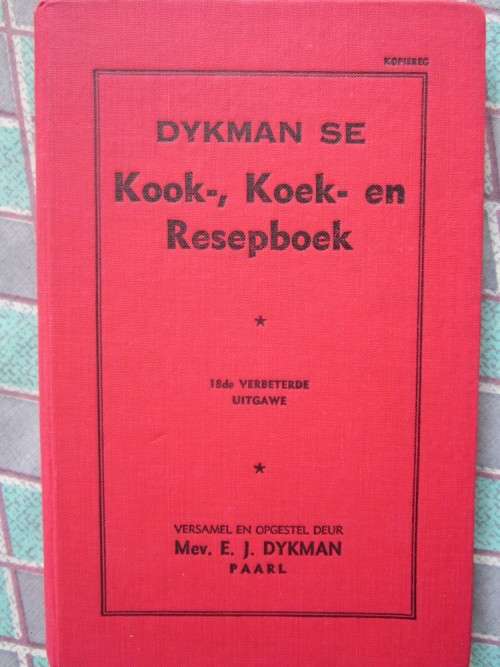 KOPIEREG
DYKMAN SE
Kook-, Koek- en
Resepboek
18de VERBETERDE
UITGAWE
VERSAMEL EN OPGESTEL DEUR
Mev. E. J. DYKMAN
PAARL